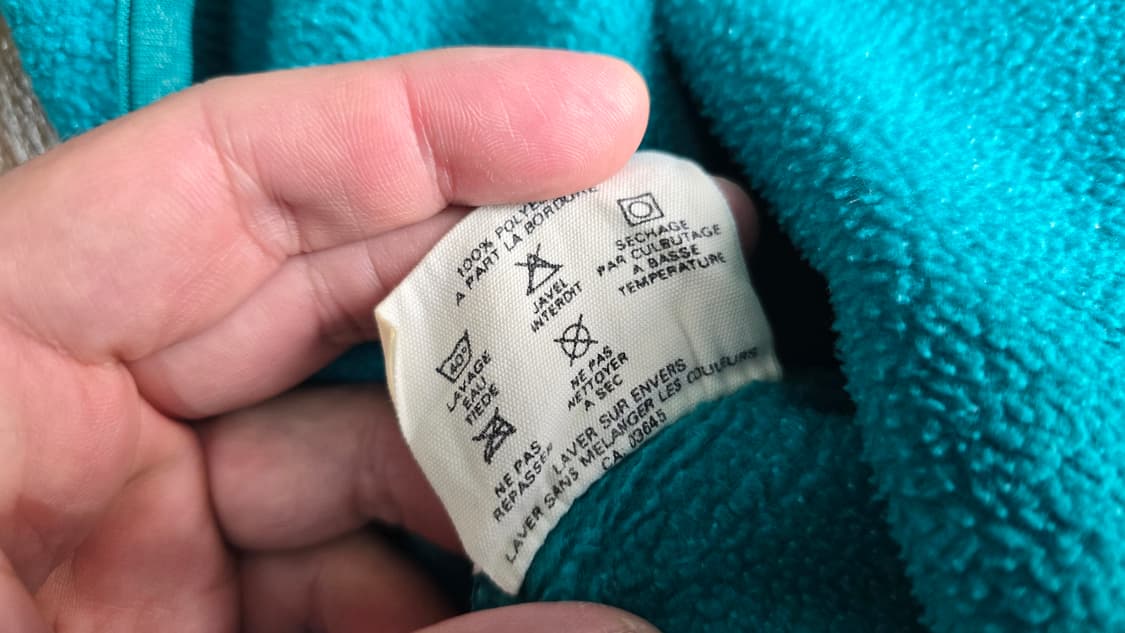 100% POLYE
A PART LA BORDURE
JAVEL
INTERDIT
SECHAGE
PAR CULBUTAGE
A BASSE
TEMPERATURE
40°
LAVAGE
EAU
TIEDE
NE PAS
NETTOYER
A SEC
NE PAS
REPASSER
LAVER SUR ENVERS
LAVER SANS MELANGER LES COULEURS
CA 03645